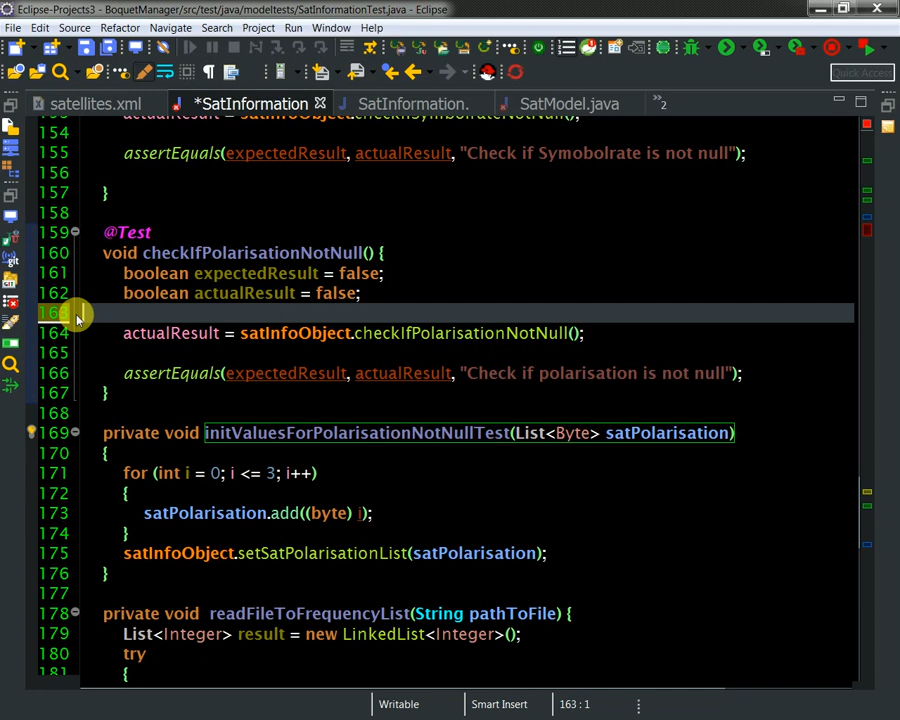 Eclipse-Projects3 - BoquetManager/src/test/java/modeltests/SatInformationTest.java - Eclipse
File Edit Source Refactor Navigate Search Project Run Window Help
Quick Access
satellites.xml *SatInformation SatInformation. SatModel.java »2
actualResult = satInfoObject.checkIfSymbolrateNotNull();
154
155 assertEquals(expectedResult, actualResult, "Check if Symobolrate is not null");
156
157 }
158
159 @Test
160 void checkIfPolarisationNotNull() {
161 boolean expectedResult = false;
162 boolean actualResult = false;
163
164 actualResult = satInfoObject.checkIfPolarisationNotNull();
165
166 assertEquals(expectedResult, actualResult, "Check if polarisation is not null");
167 }
168
169 private void initValuesForPolarisationNotNullTest(List<Byte> satPolarisation)
170 {
171 for (int i = 0; i <= 3; i++)
172 {
173 satPolarisation.add((byte) i);
174 }
175 satInfoObject.setSatPolarisationList(satPolarisation);
176 }
177
178 private void readFileToFrequencyList(String pathToFile) {
179 List<Integer> result = new LinkedList<Integer>();
180 try
181 {
Writable Smart Insert 163 : 1